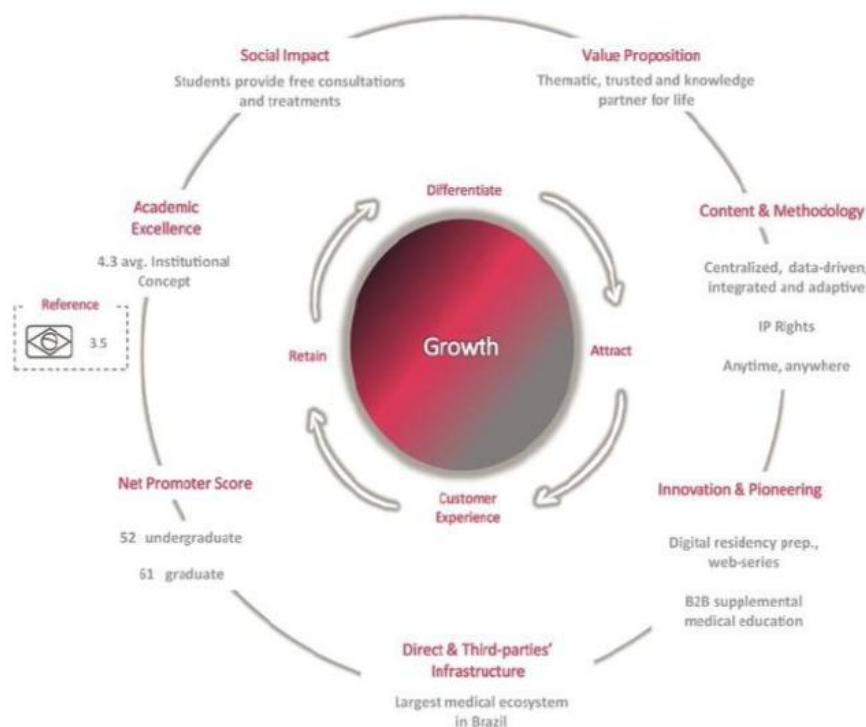 Social Impact
Students provide free consultations
and treatments
Value Proposition
Thematic, trusted and knowledge
partner for life
Academic
Excellence
4.3 avg. Institutional
Concept
Reference
3.5
Differentiate
Content & Methodology
Centralized, data-driven,
integrated and adaptive
IP Rights
Anytime, anywhere
Retain
Growth
Attract
Net Promoter Score
52 undergraduate
61 graduate
Customer
Experience
Innovation & Pioneering
Digital residency prep.,
web-series
B2B supplemental
medical education
Direct & Third-parties'
Infrastructure
Largest medical ecosystem
in Brazil